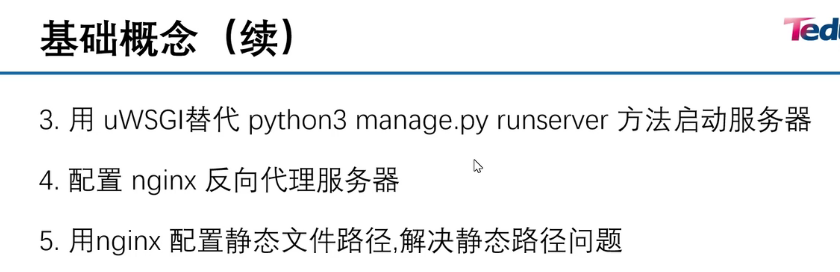 基础概念（续）
3. 用 uWSGI替代 python3 manage.py runserver 方法启动服务器
4. 配置 nginx 反向代理服务器
5. 用nginx 配置静态文件路径,解决静态路径问题